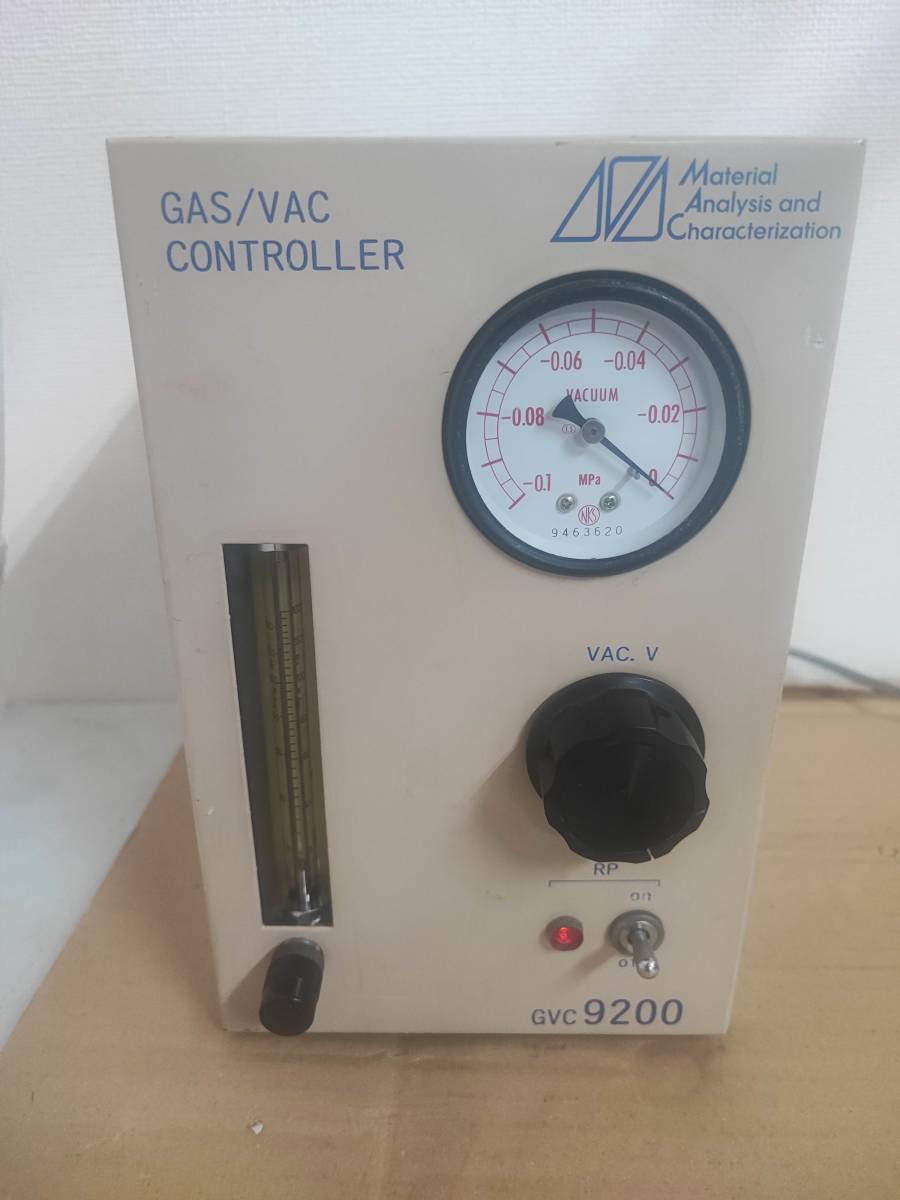 GAS/VAC
CONTROLLER
Material
Analysis and
Characterization
-0.06 -0.04
VACUUM
-0.08
-0.02
-0.1
MPa
0
NKS
9463620
VAC. V
RP
on
GVC 9200